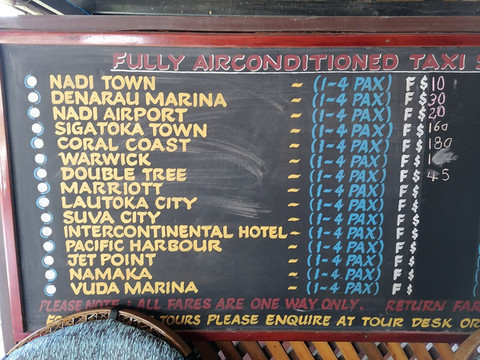 FULLY AIRCONDITIONED TAXI
NADI TOWN ~ (1-4 PAX) F $10
DENARAU MARINA ~ (1-4 PAX) F $30
NADI AIRPORT ~ (1-4 PAX) F $20
SIGATOKA TOWN ~ (1-4 PAX) F $160
CORAL COAST ~ (1-4 PAX) F $180
WARWICK ~ (1-4 PAX) F $
DOUBLE TREE ~ (1-4 PAX) F $45
MARRIOTT ~ (1-4 PAX) F $
LAUTOKA CITY ~ (1-4 PAX) F $
SUVA CITY ~ (1-4 PAX) F $
INTERCONTINENTAL HOTEL ~ (1-4 PAX) F $
PACIFIC HARBOUR ~ (1-4 PAX) F $
JET POINT ~ (1-4 PAX) F $
NAMAKA ~ (1-4 PAX) F $
VUDA MARINA ~ (1-4 PAX) F $
PLEASE NOTE : ALL FARES ARE ONE WAY ONLY. RETURN
TOURS PLEASE ENQUIRE AT TOUR DESK OR